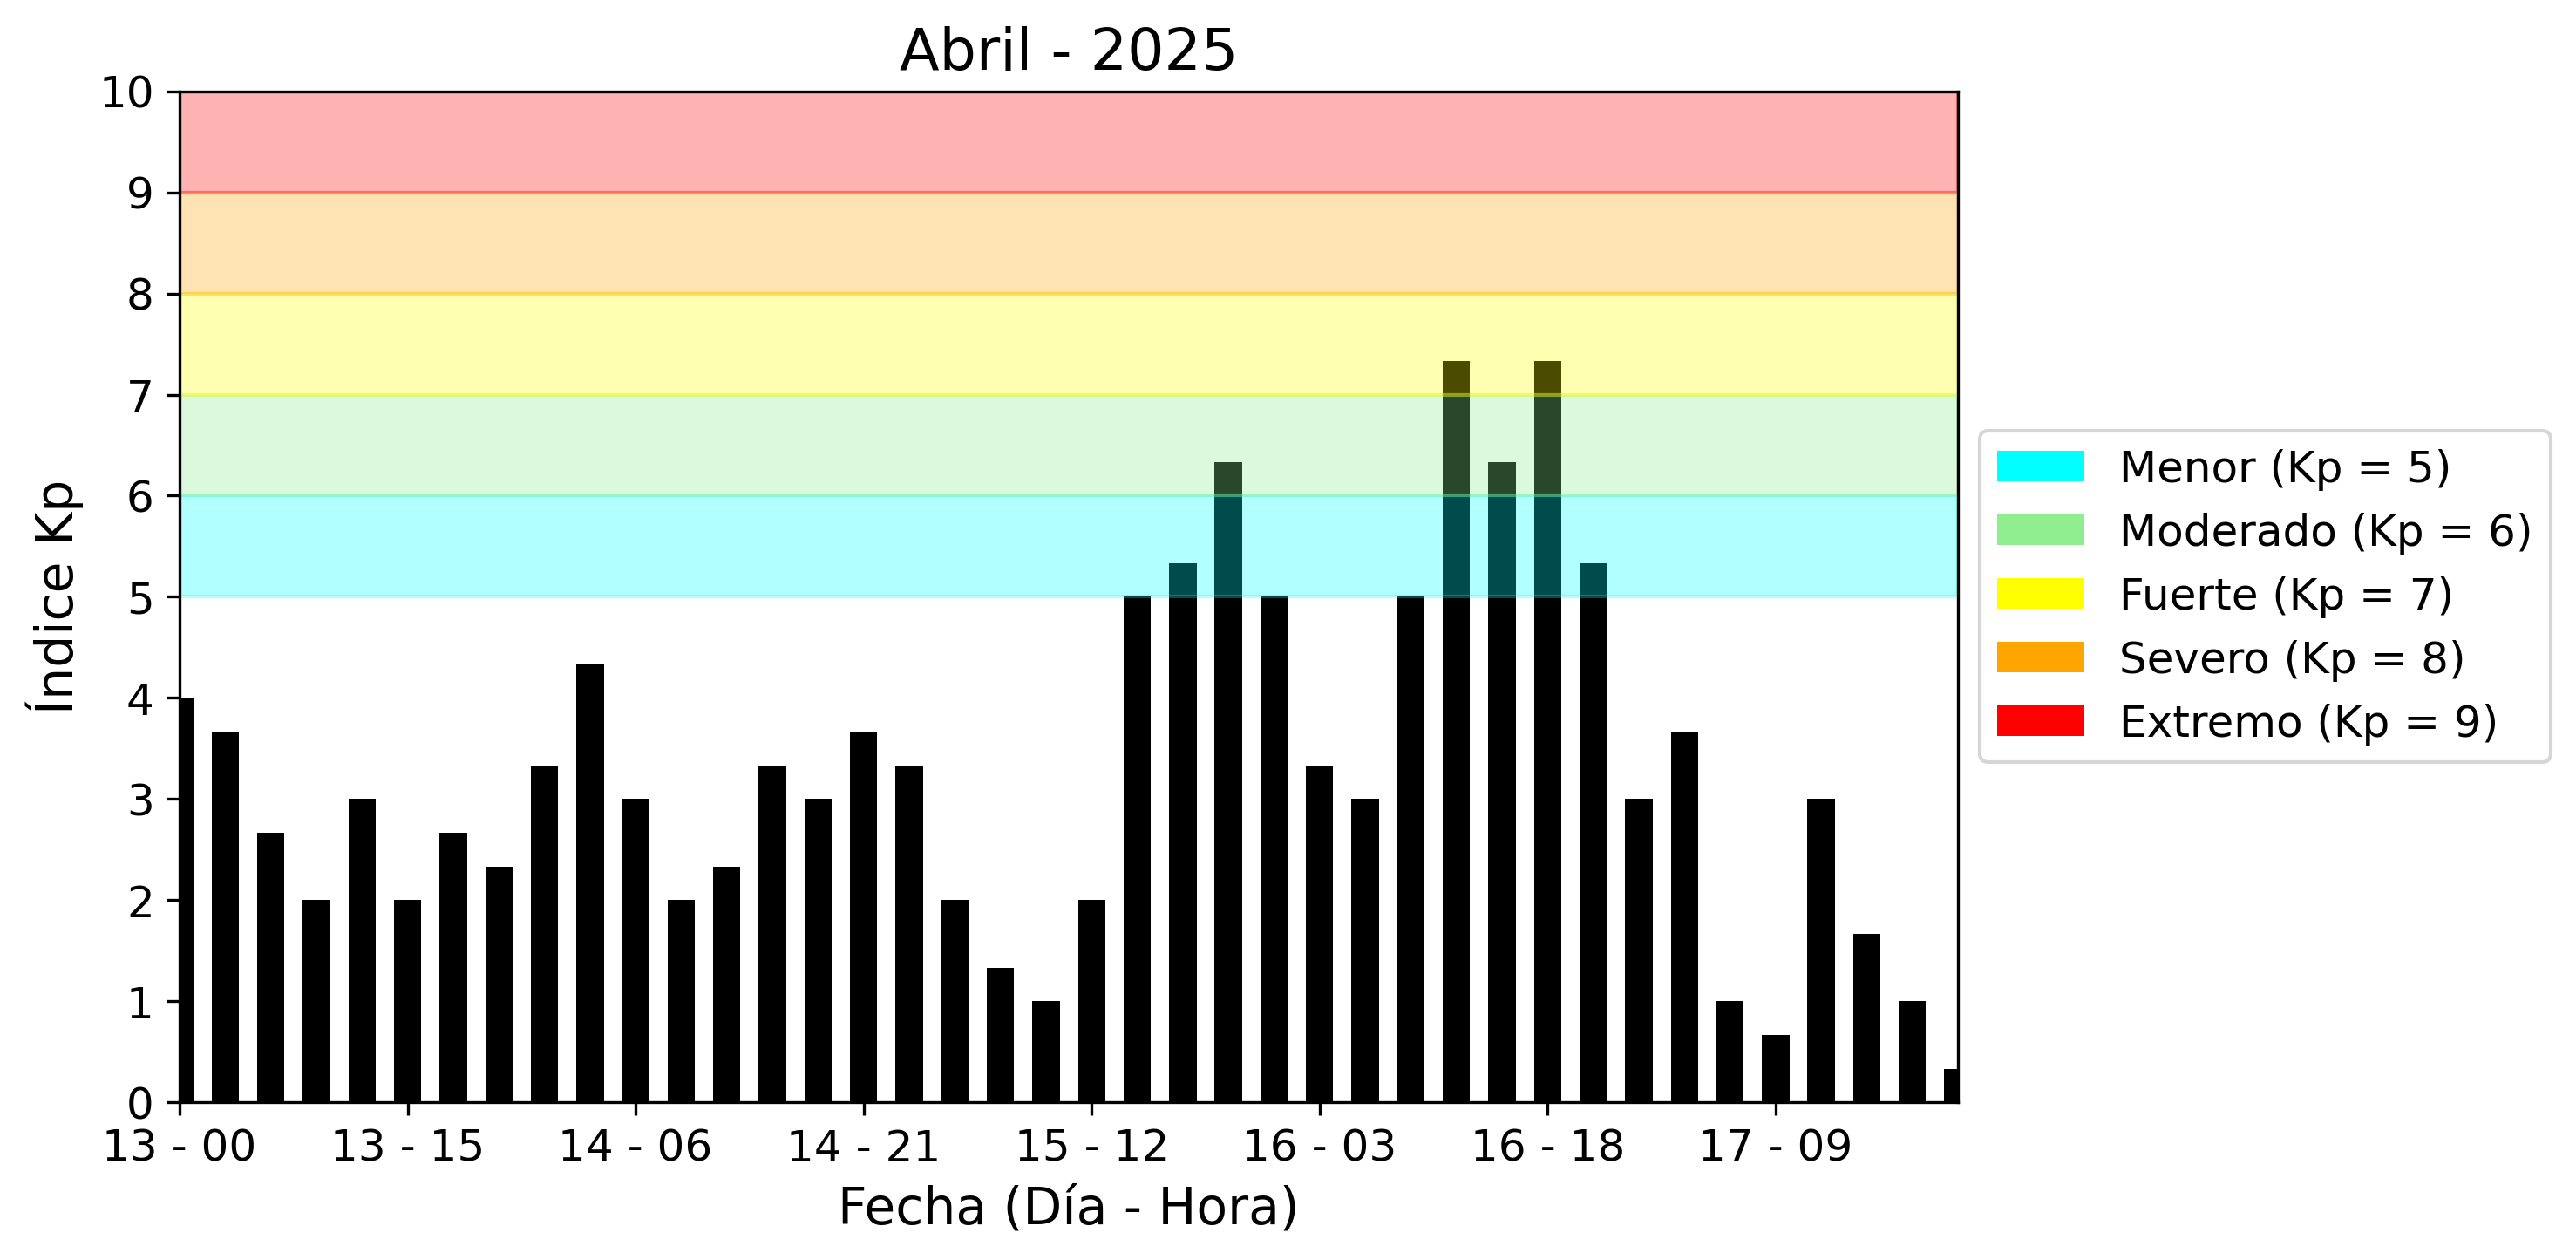 Abril - 2025
10
9
8
7
6
5
4
3
2
1
0
Índice Kp
13 - 00
13 - 15
14 - 06
14 - 21
15 - 12
16 - 03
16 - 18
17 - 09
Fecha (Día - Hora)
Menor (Kp = 5)
Moderado (Kp = 6)
Fuerte (Kp = 7)
Severo (Kp = 8)
Extremo (Kp = 9)